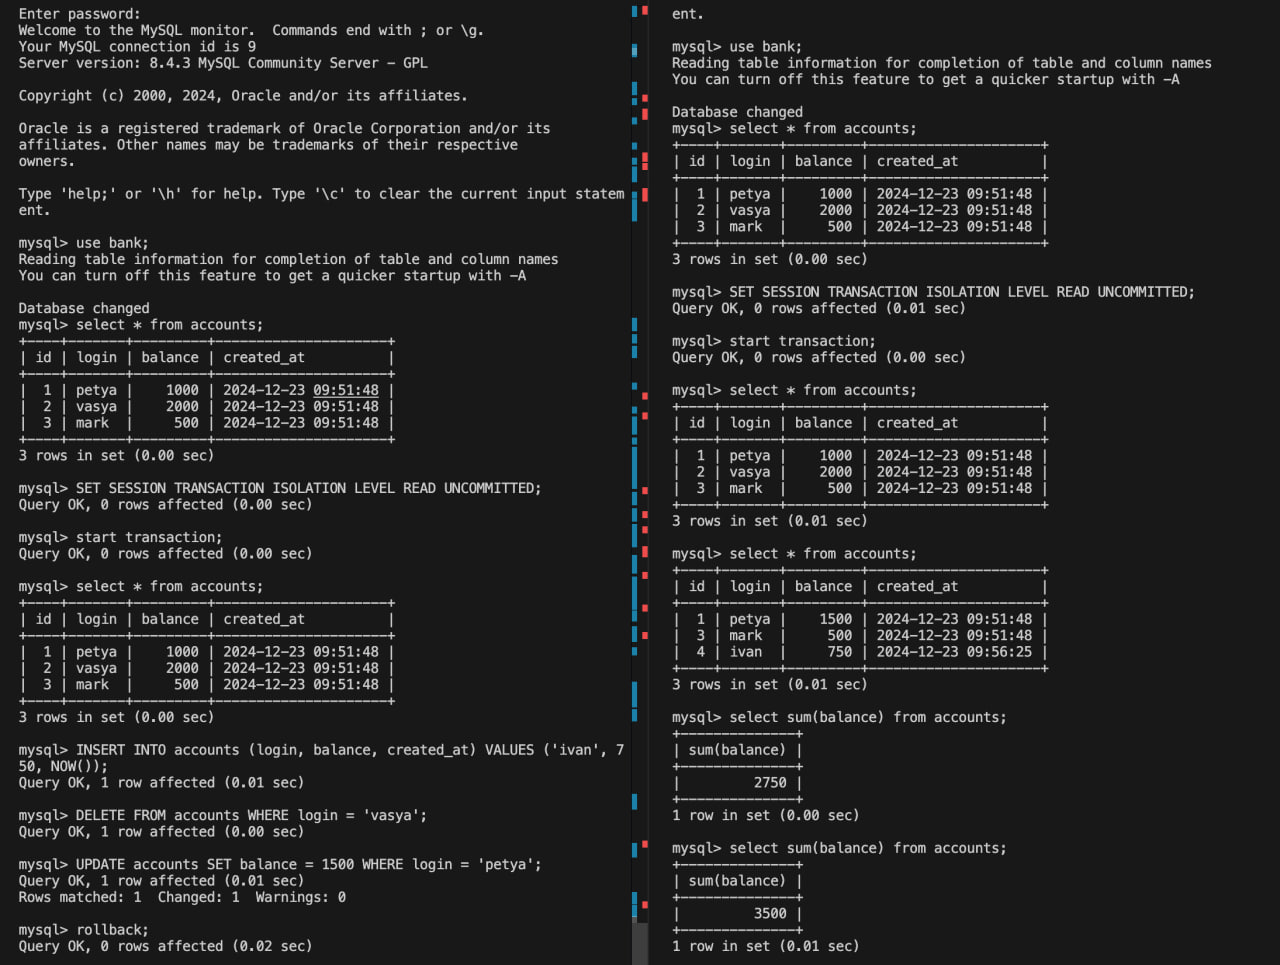 Enter password:
Welcome to the MySQL monitor.  Commands end with ; or \g.
Your MySQL connection id is 9
Server version: 8.4.3 MySQL Community Server - GPL

Copyright (c) 2000, 2024, Oracle and/or its affiliates.

Oracle is a registered trademark of Oracle Corporation and/or its
affiliates. Other names may be trademarks of their respective
owners.

Type 'help;' or '\h' for help. Type '\c' to clear the current input statem
ent.

mysql> use bank;
Reading table information for completion of table and column names
You can turn off this feature to get a quicker startup with -A

Database changed
mysql> select * from accounts;
+----+-------+---------+---------------------+
| id | login | balance | created_at          |
+----+-------+---------+---------------------+
|  1 | petya |    1000 | 2024-12-23 09:51:48 |
|  2 | vasya |    2000 | 2024-12-23 09:51:48 |
|  3 | mark  |     500 | 2024-12-23 09:51:48 |
+----+-------+---------+---------------------+
3 rows in set (0.00 sec)

mysql> SET SESSION TRANSACTION ISOLATION LEVEL READ UNCOMMITTED;
Query OK, 0 rows affected (0.00 sec)

mysql> start transaction;
Query OK, 0 rows affected (0.00 sec)

mysql> select * from accounts;
+----+-------+---------+---------------------+
| id | login | balance | created_at          |
+----+-------+---------+---------------------+
|  1 | petya |    1000 | 2024-12-23 09:51:48 |
|  2 | vasya |    2000 | 2024-12-23 09:51:48 |
|  3 | mark  |     500 | 2024-12-23 09:51:48 |
+----+-------+---------+---------------------+
3 rows in set (0.00 sec)

mysql> INSERT INTO accounts (login, balance, created_at) VALUES ('ivan', 7
50, NOW());
Query OK, 1 row affected (0.01 sec)

mysql> DELETE FROM accounts WHERE login = 'vasya';
Query OK, 1 row affected (0.00 sec)

mysql> UPDATE accounts SET balance = 1500 WHERE login = 'petya';
Query OK, 1 row affected (0.01 sec)
Rows matched: 1  Changed: 1  Warnings: 0

mysql> rollback;
Query OK, 0 rows affected (0.02 sec)

ent.

mysql> use bank;
Reading table information for completion of table and column names
You can turn off this feature to get a quicker startup with -A

Database changed
mysql> select * from accounts;
+----+-------+---------+---------------------+
| id | login | balance | created_at          |
+----+-------+---------+---------------------+
|  1 | petya |    1000 | 2024-12-23 09:51:48 |
|  2 | vasya |    2000 | 2024-12-23 09:51:48 |
|  3 | mark  |     500 | 2024-12-23 09:51:48 |
+----+-------+---------+---------------------+
3 rows in set (0.00 sec)

mysql> SET SESSION TRANSACTION ISOLATION LEVEL READ UNCOMMITTED;
Query OK, 0 rows affected (0.01 sec)

mysql> start transaction;
Query OK, 0 rows affected (0.00 sec)

mysql> select * from accounts;
+----+-------+---------+---------------------+
| id | login | balance | created_at          |
+----+-------+---------+---------------------+
|  1 | petya |    1000 | 2024-12-23 09:51:48 |
|  2 | vasya |    2000 | 2024-12-23 09:51:48 |
|  3 | mark  |     500 | 2024-12-23 09:51:48 |
+----+-------+---------+---------------------+
3 rows in set (0.01 sec)

mysql> select * from accounts;
+----+-------+---------+---------------------+
| id | login | balance | created_at          |
+----+-------+---------+---------------------+
|  1 | petya |    1500 | 2024-12-23 09:51:48 |
|  3 | mark  |     500 | 2024-12-23 09:51:48 |
|  4 | ivan  |     750 | 2024-12-23 09:56:25 |
+----+-------+---------+---------------------+
3 rows in set (0.01 sec)

mysql> select sum(balance) from accounts;
+--------------+
| sum(balance) |
+--------------+
|         2750 |
+--------------+
1 row in set (0.00 sec)

mysql> select sum(balance) from accounts;
+--------------+
| sum(balance) |
+--------------+
|         3500 |
+--------------+
1 row in set (0.01 sec)